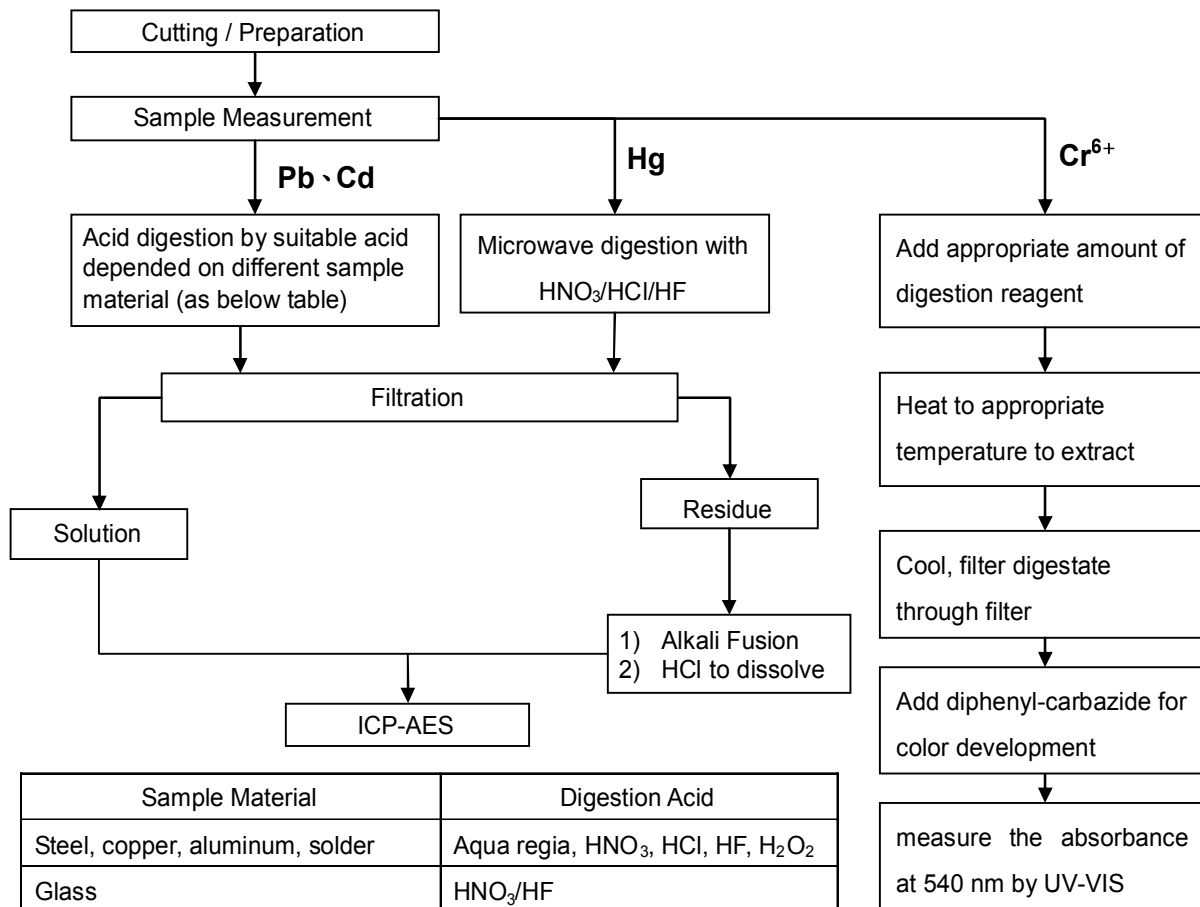 Cutting / Preparation
Sample Measurement
Pb、Cd
Hg
Cr⁶⁺
Acid digestion by suitable acid
depended on different sample
material (as below table)
Microwave digestion with
HNO₃/HCl/HF
Add appropriate amount of
digestion reagent
Filtration
Heat to appropriate
temperature to extract
Solution
Residue
Cool, filter digestate
through filter
1) Alkali Fusion
2) HCl to dissolve
ICP-AES
Add diphenyl-carbazide for
color development
Sample Material
Digestion Acid
Steel, copper, aluminum, solder
Aqua regia, HNO₃, HCl, HF, H₂O₂
Glass
HNO₃/HF
measure the absorbance
at 540 nm by UV-VIS